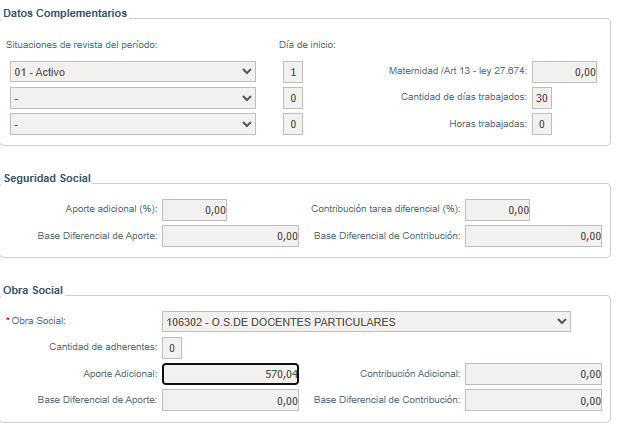 Datos Complementarios
Situaciones de revista del período: Día de inicio:
01 - Activo 1 Maternidad /Art 13 - ley 27.674: 0,00
- 0 Cantidad de días trabajados: 30
- 0 Horas trabajadas: 0
Seguridad Social
Aporte adicional (%): 0,00 Contribución tarea diferencial (%): 0,00
Base Diferencial de Aporte: 0,00 Base Diferencial de Contribución: 0,00
Obra Social
* Obra Social: 106302 - O.S.DE DOCENTES PARTICULARES
Cantidad de adherentes: 0
Aporte Adicional: 570,04 Contribución Adicional: 0,00
Base Diferencial de Aporte: 0,00 Base Diferencial de Contribución: 0,00